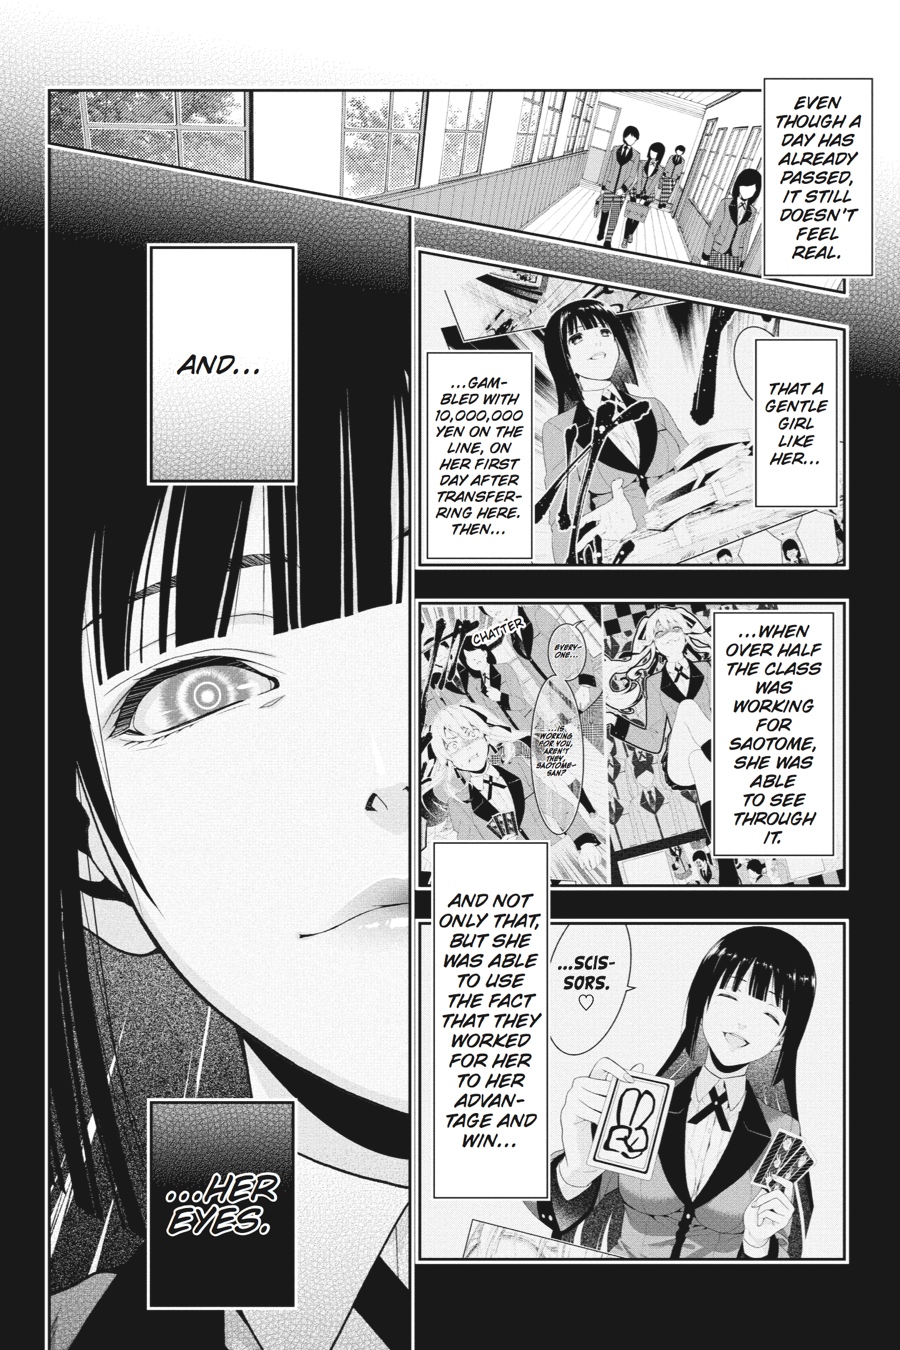 EVEN
THOUGH A
DAY HAS
ALREADY
PASSED,
IT STILL
DOESN'T
FEEL
REAL.
THAT A
GENTLE
GIRL
LIKE
HER...
...GAM-
BLED WITH
10,000,000
YEN ON THE
LINE, ON
HER FIRST
DAY AFTER
TRANSFER-
RING HERE.
THEN...
...WHEN
OVER HALF
THE CLASS
WAS
WORKING
FOR
SAOTOME,
SHE WAS
ABLE
TO SEE
THROUGH
IT.
CHATTER
EVERY-
ONE...
...IS
WORKING
FOR YOU,
AREN'T
THEY,
SAOTOME-
SAN?
AND NOT
ONLY THAT,
BUT SHE
WAS ABLE
TO USE
THE FACT
THAT THEY
WORKED
FOR HER
TO HER
ADVAN-
TAGE AND
WIN...
...SCIS-
SORS.
♡
AND...
...HER
EYES.